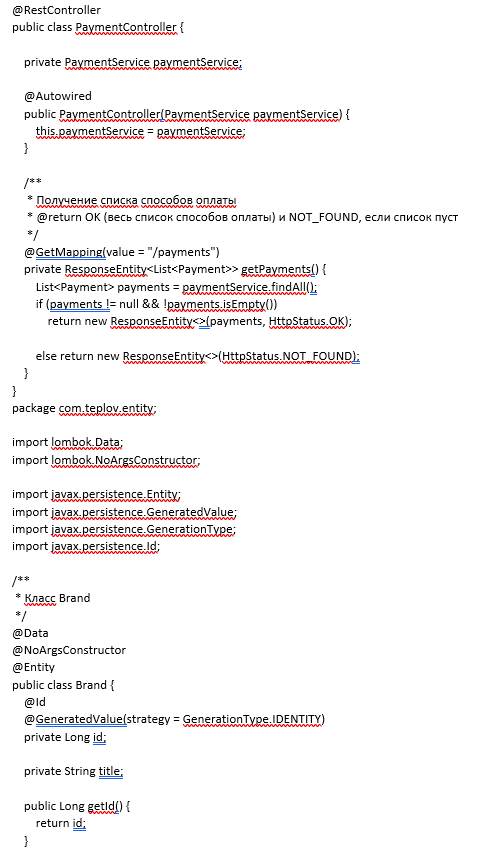 @RestController
public class PaymentController {
private PaymentService paymentService;
@Autowired
public PaymentController(PaymentService paymentService) {
this.paymentService = paymentService;
}
/**
* Получение списка способов оплаты
* @return OK (весь список способов оплаты) и NOT_FOUND, если список пуст
*/
@GetMapping(value = "/payments")
private ResponseEntity<List<Payment>> getPayments() {
List<Payment> payments = paymentService.findAll();
if (payments != null && !payments.isEmpty())
return new ResponseEntity<>(payments, HttpStatus.OK);
else return new ResponseEntity<>(HttpStatus.NOT_FOUND);
}
}
package com.teplov.entity;
import lombok.Data;
import lombok.NoArgsConstructor;
import javax.persistence.Entity;
import javax.persistence.GeneratedValue;
import javax.persistence.GenerationType;
import javax.persistence.Id;
/**
* Класс Brand
*/
@Data
@NoArgsConstructor
@Entity
public class Brand {
@Id
@GeneratedValue(strategy = GenerationType.IDENTITY)
private Long id;
private String title;
public Long getId() {
return id;
}